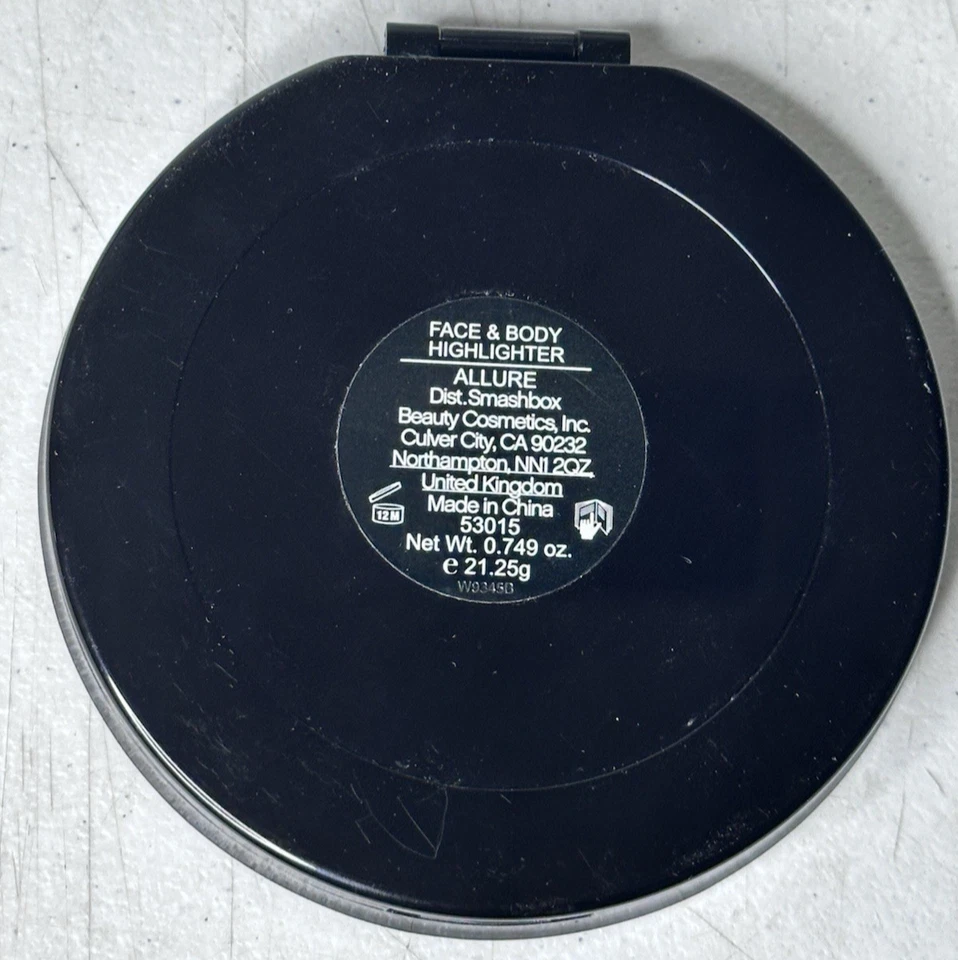 FACE & BODY
HIGHLIGHTER
ALLURE
Dist.Smashbox
Beauty Cosmetics, Inc.
Culver City, CA 90232
Northampton, NN1 2QZ
United Kingdom
Made in China
12 M
53015
Net Wt. 0.749 oz.
e 21.25g
W9345B